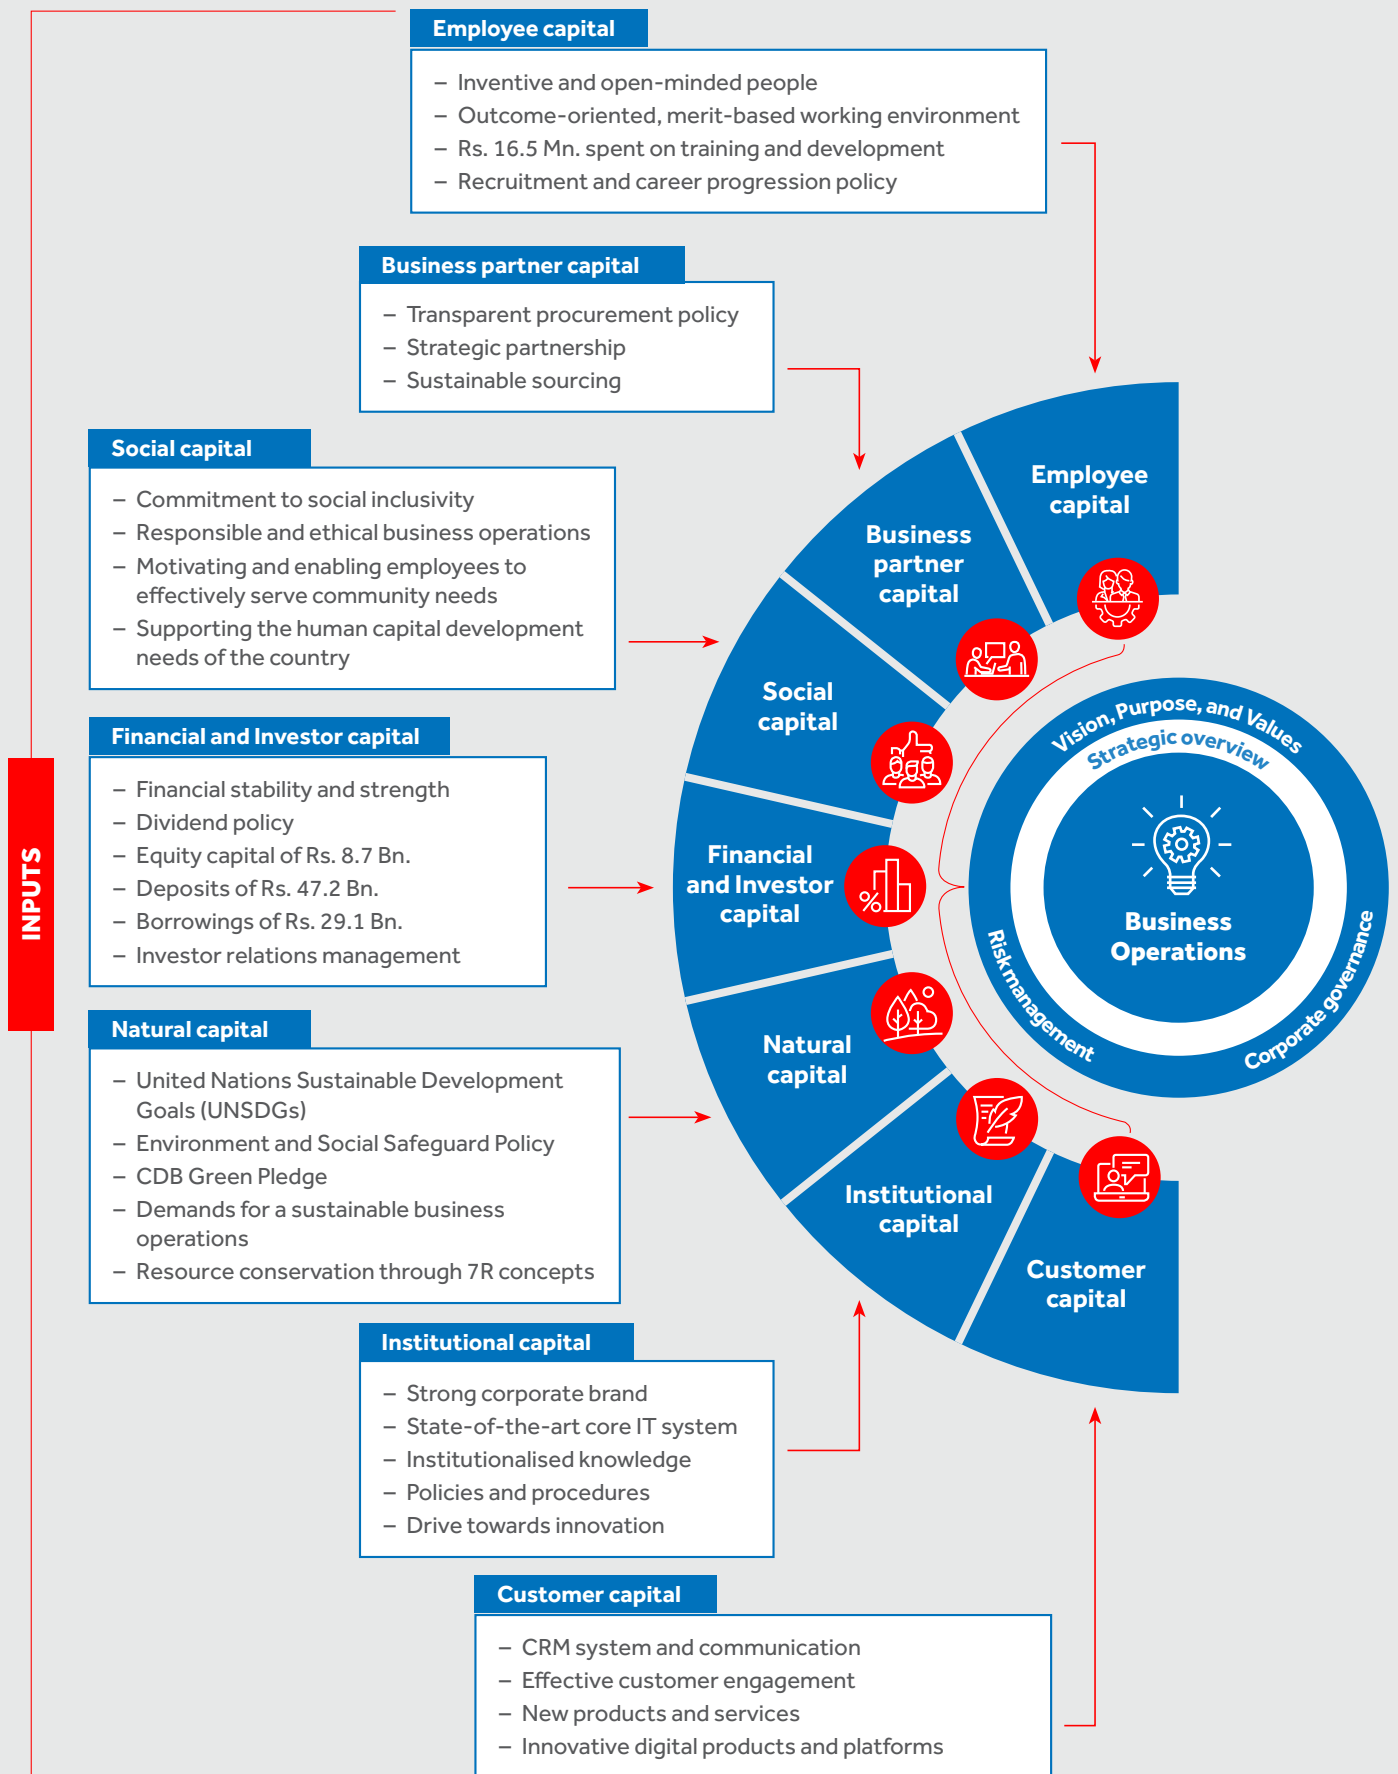 Employee capital
– Inventive and open-minded people
– Outcome-oriented, merit-based working environment
– Rs. 16.5 Mn. spent on training and development
– Recruitment and career progression policy
Business partner capital
– Transparent procurement policy
– Strategic partnership
– Sustainable sourcing
Social capital
– Commitment to social inclusivity
– Responsible and ethical business operations
– Motivating and enabling employees to
effectively serve community needs
– Supporting the human capital development
needs of the country
Financial and Investor capital
– Financial stability and strength
– Dividend policy
– Equity capital of Rs. 8.7 Bn.
– Deposits of Rs. 47.2 Bn.
– Borrowings of Rs. 29.1 Bn.
– Investor relations management
INPUTS
Natural capital
– United Nations Sustainable Development
Goals (UNSDGs)
– Environment and Social Safeguard Policy
– CDB Green Pledge
– Demands for a sustainable business
operations
– Resource conservation through 7R concepts
Institutional capital
– Strong corporate brand
– State-of-the-art core IT system
– Institutionalised knowledge
– Policies and procedures
– Drive towards innovation
Customer capital
– CRM system and communication
– Effective customer engagement
– New products and services
– Innovative digital products and platforms
Employee
capital
Business
partner
capital
Social
capital
Financial
and Investor
capital
%
Natural
capital
Institutional
capital
Customer
capital
Vision, Purpose, and Values
Strategic overview
Business
Operations
Risk management
Corporate governance